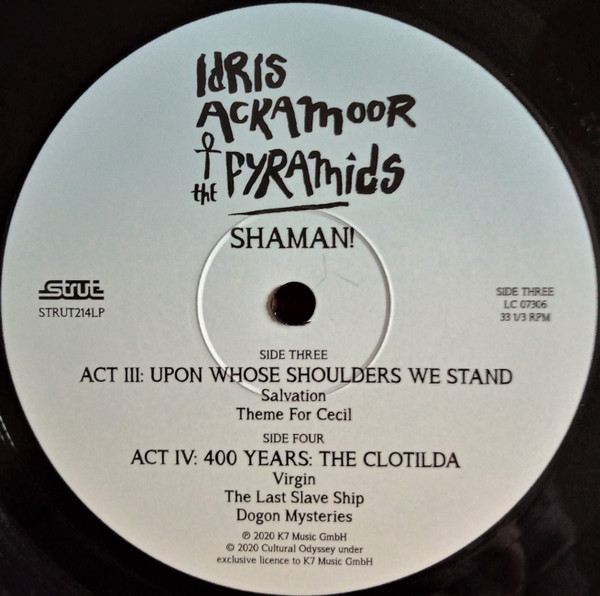 IDRIS
ACKAMOOR
the PYRAMIDS
SHAMAN!
Strut
STRUT214LP
SIDE THREE
LC 07306
33 1/3 RPM
SIDE THREE
ACT III: UPON WHOSE SHOULDERS WE STAND
Salvation
Theme For Cecil
SIDE FOUR
ACT IV: 400 YEARS: THE CLOTILDA
Virgin
The Last Slave Ship
Dogon Mysteries
℗ 2020 K7 Music GmbH
© 2020 Cultural Odyssey under
exclusive licence to K7 Music GmbH